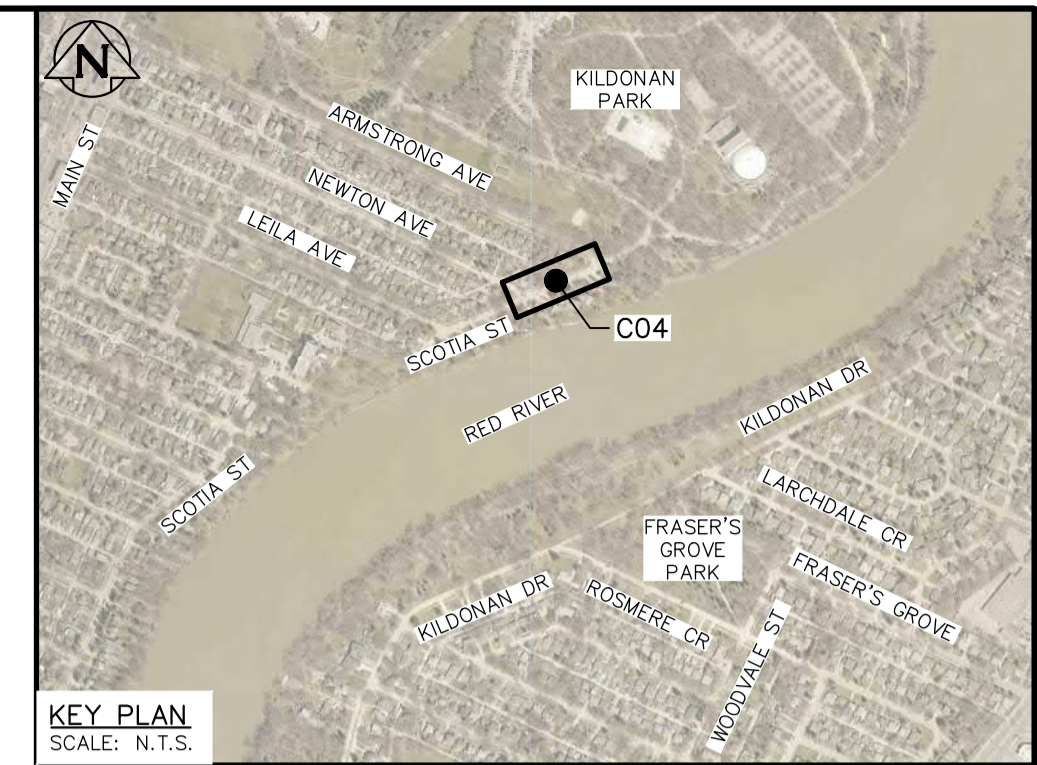 N
KILDONAN
PARK
ARMSTRONG AVE
MAIN ST
NEWTON AVE
LEILA AVE
C04
SCOTIA ST
RED RIVER
KILDONAN DR
SCOTIA ST
LARCHDALE CR
FRASER'S
GROVE
PARK
FRASER'S GROVE
KILDONAN DR
ROSMERE CR
WOODVALE ST
KEY PLAN
SCALE: N.T.S.